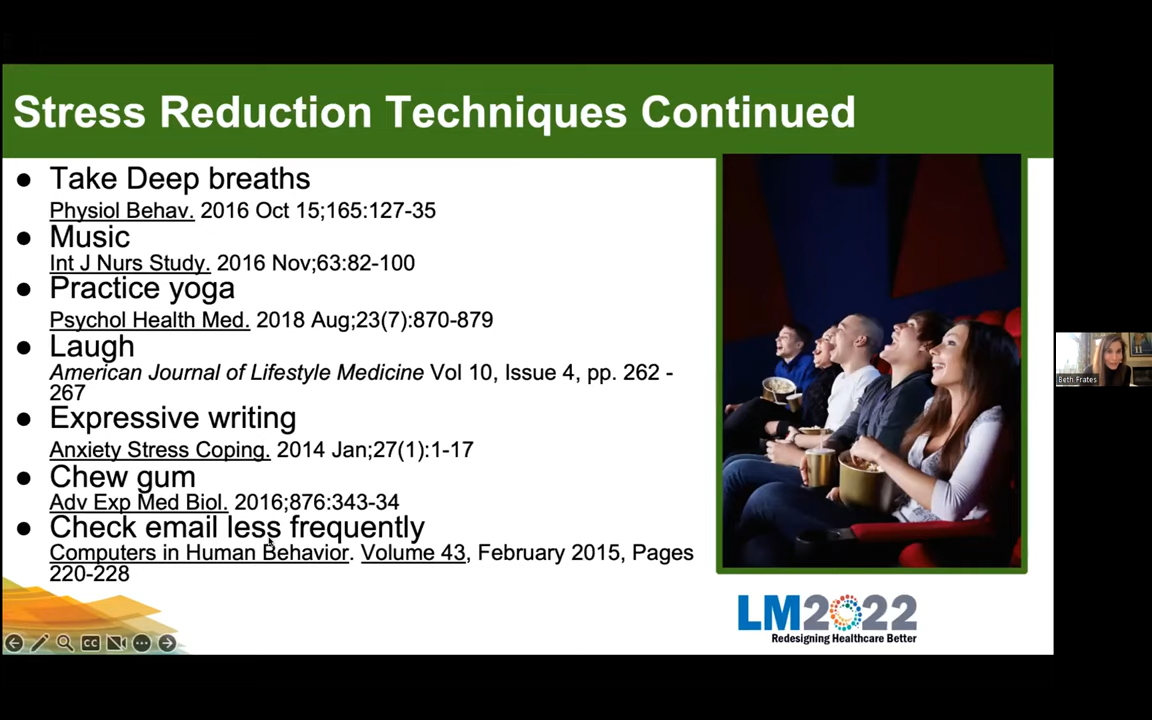 Stress Reduction Techniques Continued
● Take Deep breaths
Physiol Behav. 2016 Oct 15;165:127-35
● Music
Int J Nurs Study. 2016 Nov;63:82-100
● Practice yoga
Psychol Health Med. 2018 Aug;23(7):870-879
● Laugh
American Journal of Lifestyle Medicine Vol 10, Issue 4, pp. 262 -
267
● Expressive writing
Anxiety Stress Coping. 2014 Jan;27(1):1-17
● Chew gum
Adv Exp Med Biol. 2016;876:343-34
● Check email less frequently
Computers in Human Behavior. Volume 43, February 2015, Pages
220-228
LM2022
Redesigning Healthcare Better
CC
Beth Frates